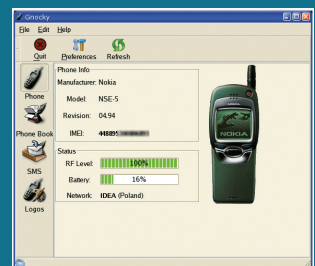 Gnocky
File Edit Help
Quit Preferences Refresh
Phone
Phone Book
SMS
Logos
Phone Info
Manufacturer: Nokia
Model: NSE-5
Revision: 04.94
IMEI: 448895
Status
RF Level: 100%
Battery: 16%
Network: IDEA (Poland)
NOKIA